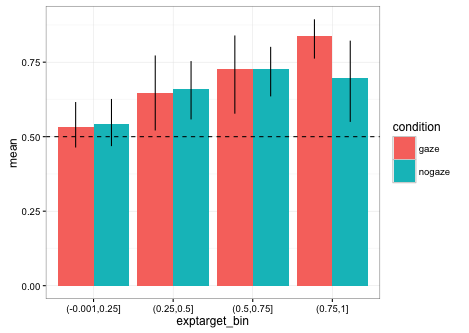 mean
0.75
0.50
0.25
0.00
(-0.001,0.25]
(0.25,0.5]
(0.5,0.75]
(0.75,1]
exptarget_bin
condition
gaze
nogaze